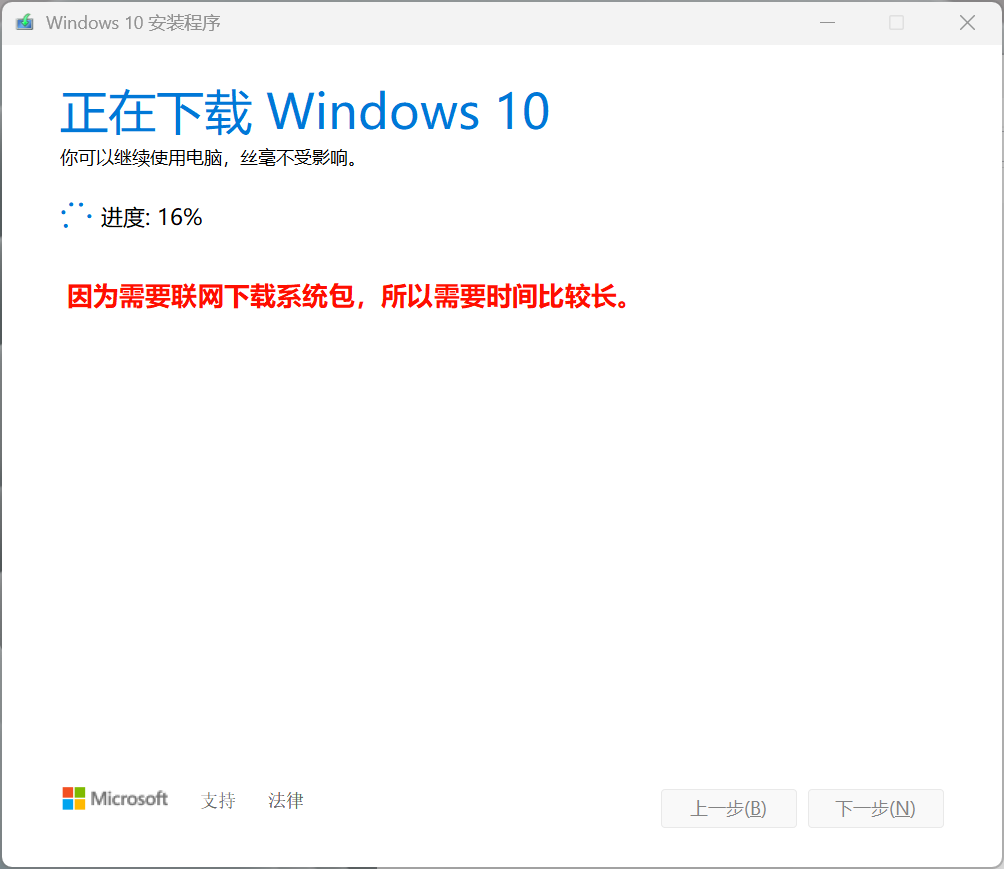 Windows 10 安装程序
正在下载 Windows 10
你可以继续使用电脑，丝毫不受影响。
进度: 16%
因为需要联网下载系统包，所以需要时间比较长。
Microsoft 支持 法律 上一步(B) 下一步(N)